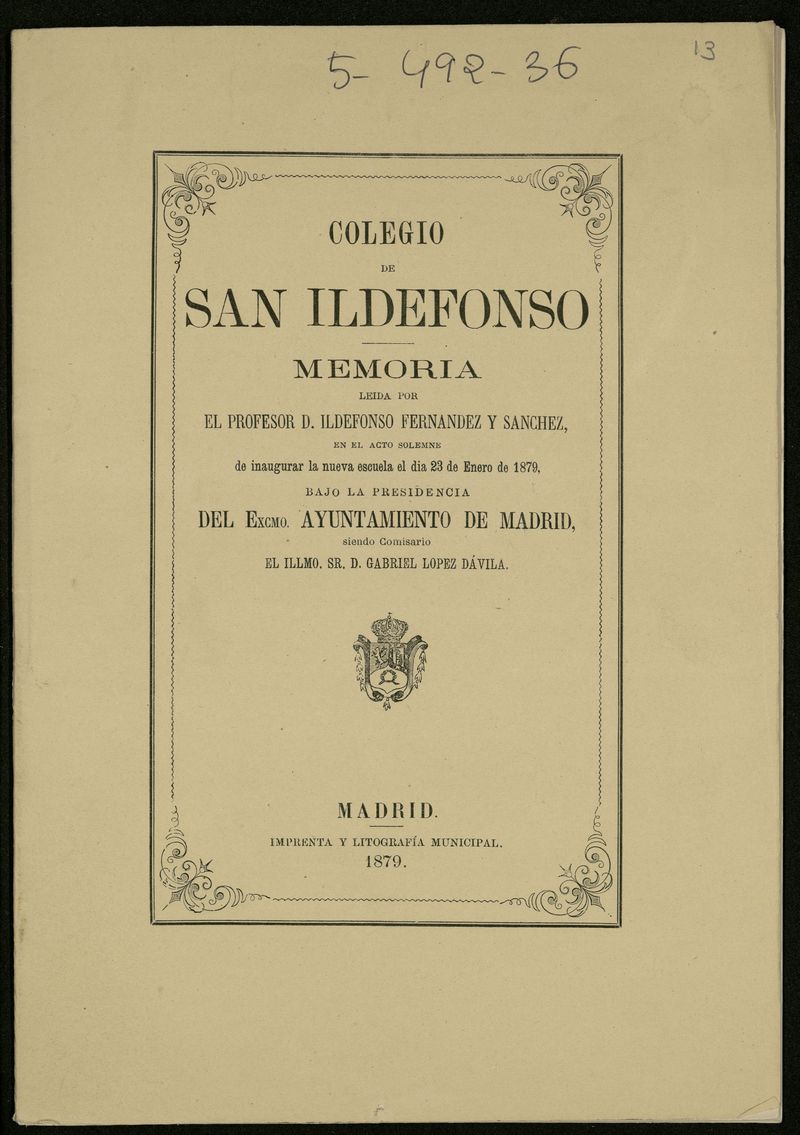 5-492-36
13
COLEGIO
DE
SAN ILDEFONSO
MEMORIA
LEIDA POR
EL PROFESOR D. ILDEFONSO FERNANDEZ Y SANCHEZ,
EN EL ACTO SOLEMNE
de inaugurar la nueva escuela el dia 23 de Enero de 1879,
BAJO LA PRESIDENCIA
DEL EXCMO. AYUNTAMIENTO DE MADRID,
siendo Comisario
EL ILLMO. SR. D. GABRIEL LOPEZ DÁVILA.
MADRID.
IMPRENTA Y LITOGRAFÍA MUNICIPAL.
1879.